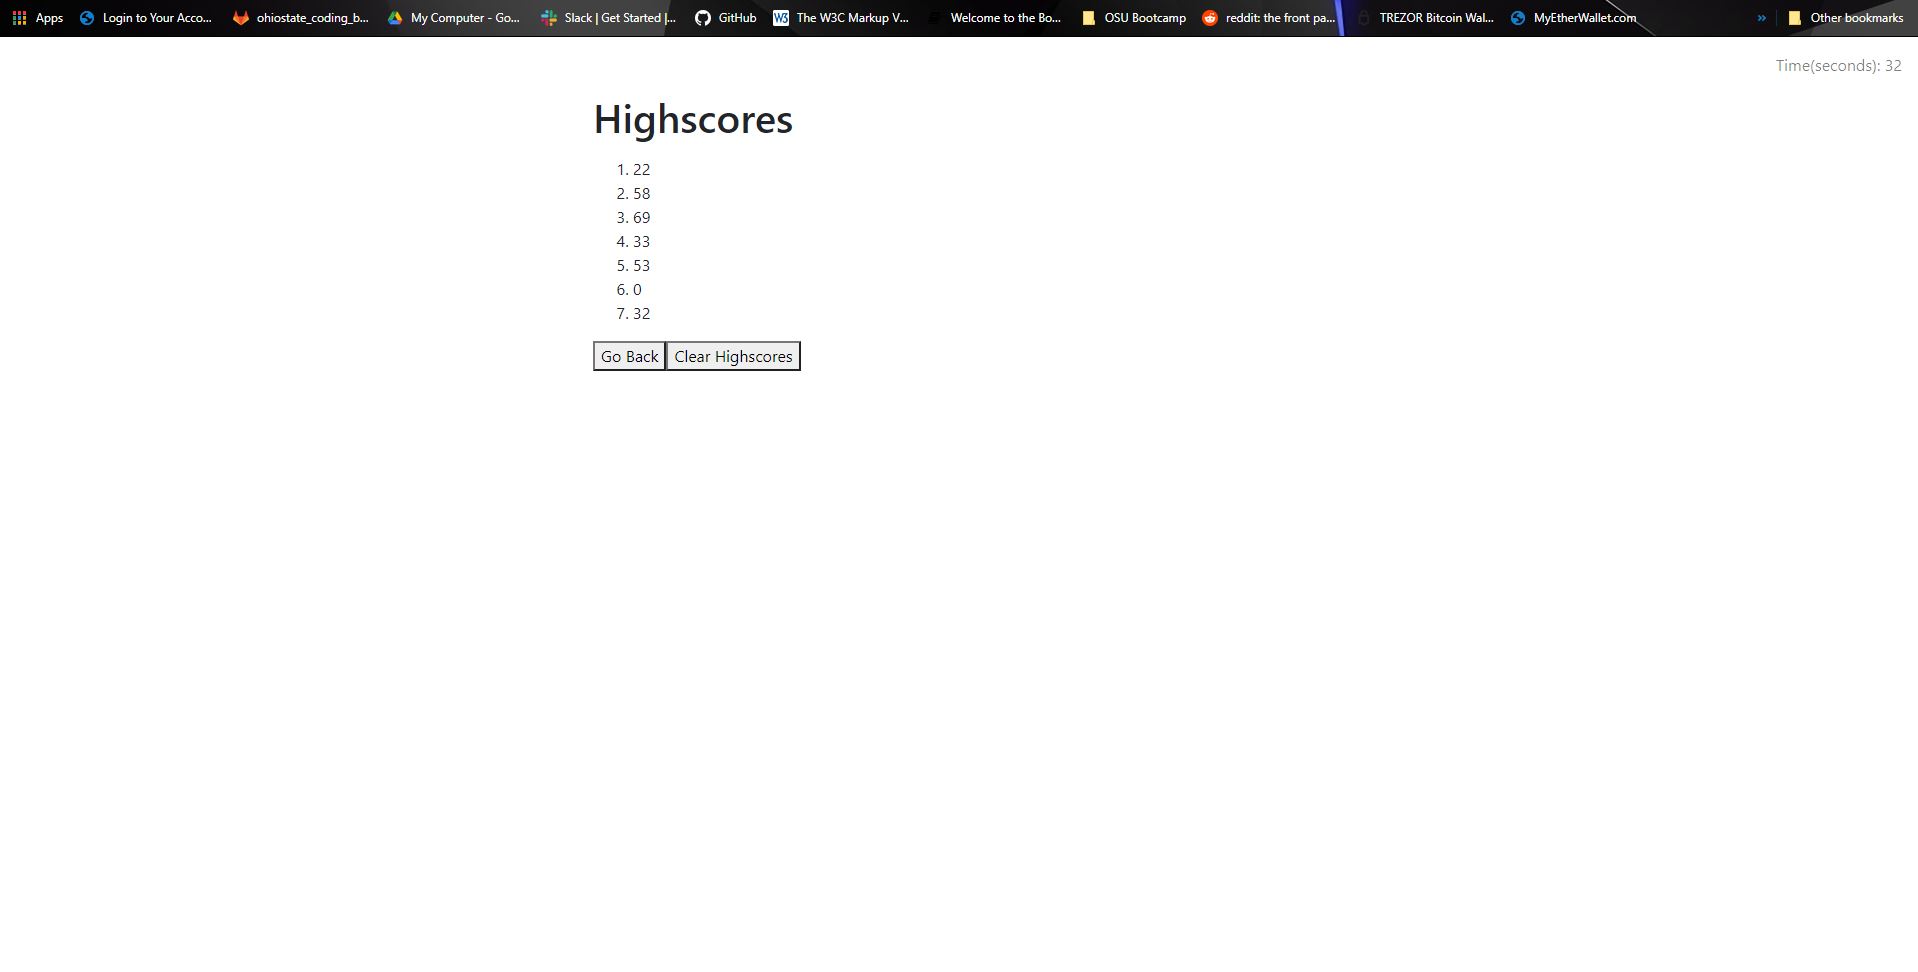 Apps Login to Your Acco... ohiostate_coding_b... My Computer - Go... Slack | Get Started |... GitHub W3 The W3C Markup V... Welcome to the Bo... OSU Bootcamp reddit: the front pa... TREZOR Bitcoin Wal... MyEtherWallet.com » Other bookmarks
Time(seconds): 32
Highscores
1. 22
2. 58
3. 69
4. 33
5. 53
6. 0
7. 32
Go Back Clear Highscores